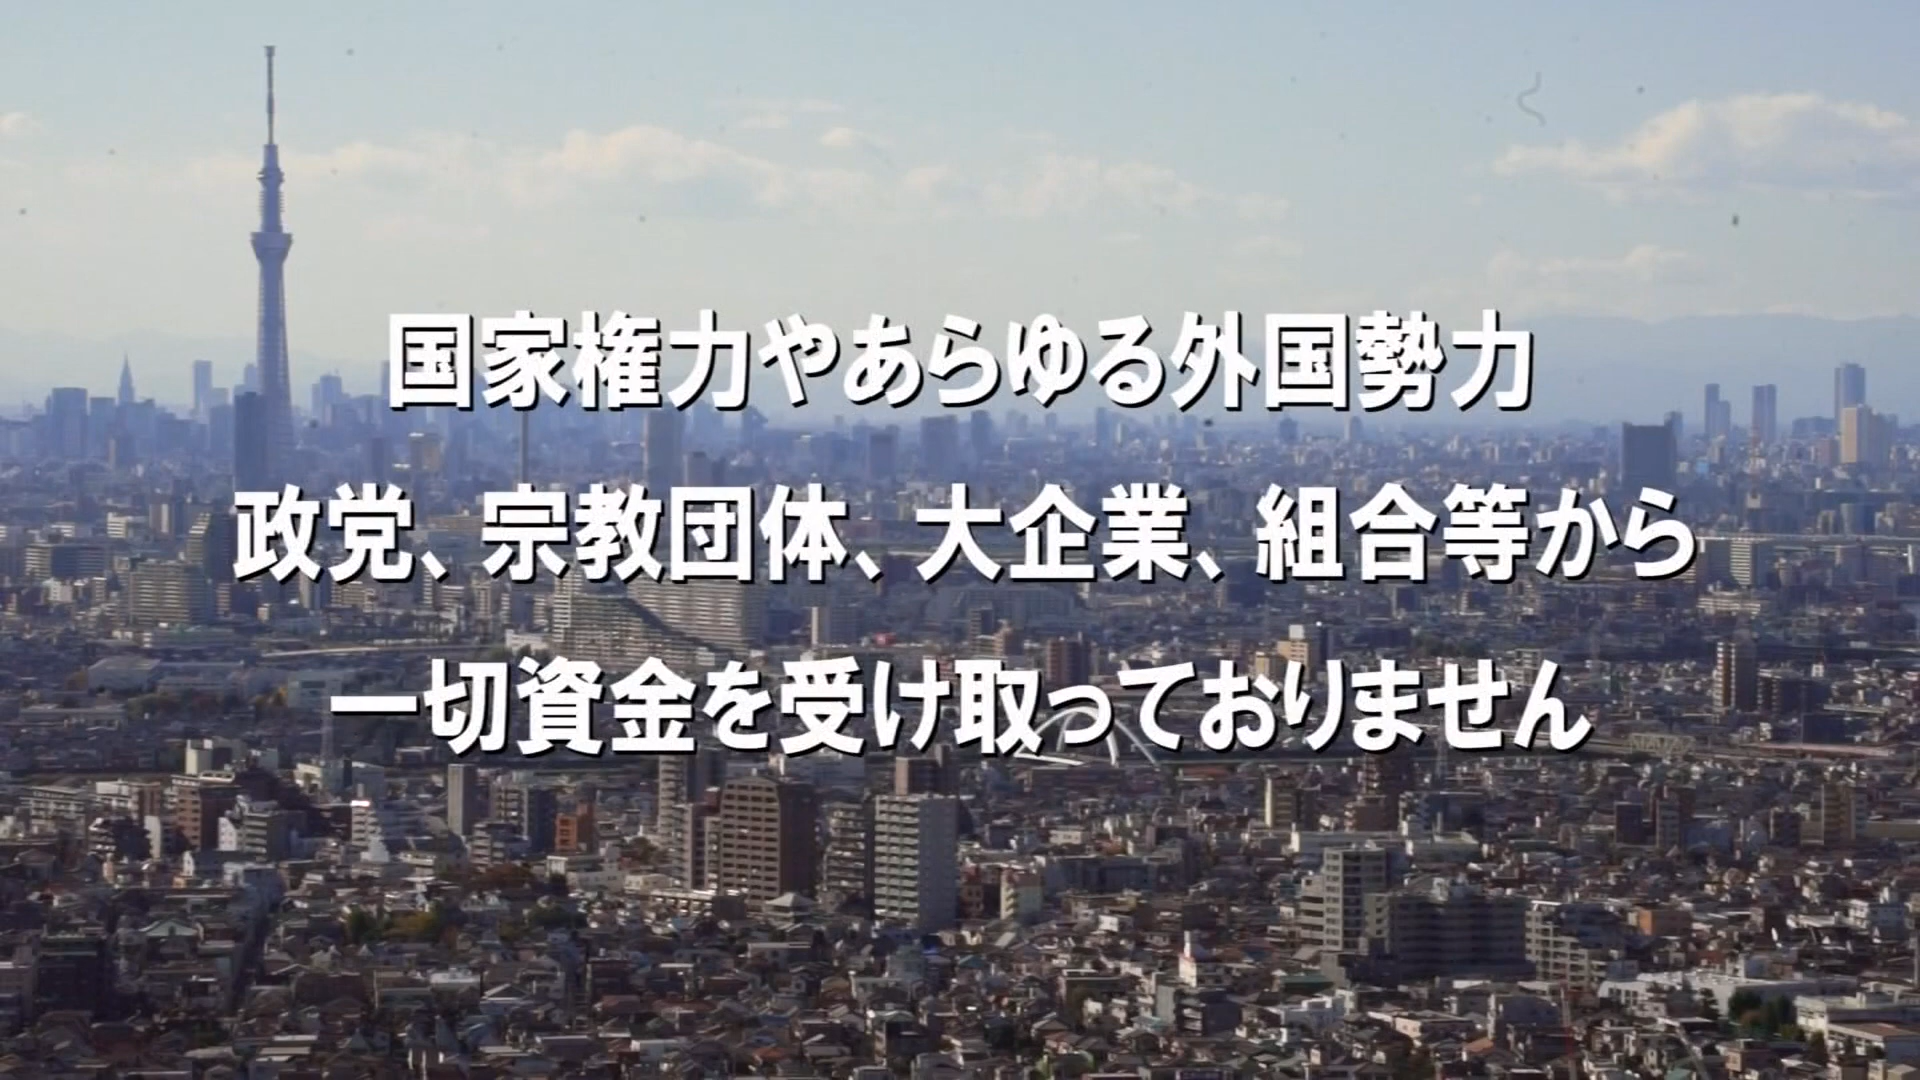 国家権力やあらゆる外国勢力
政党、宗教団体、大企業、組合等から
一切資金を受け取っておりません